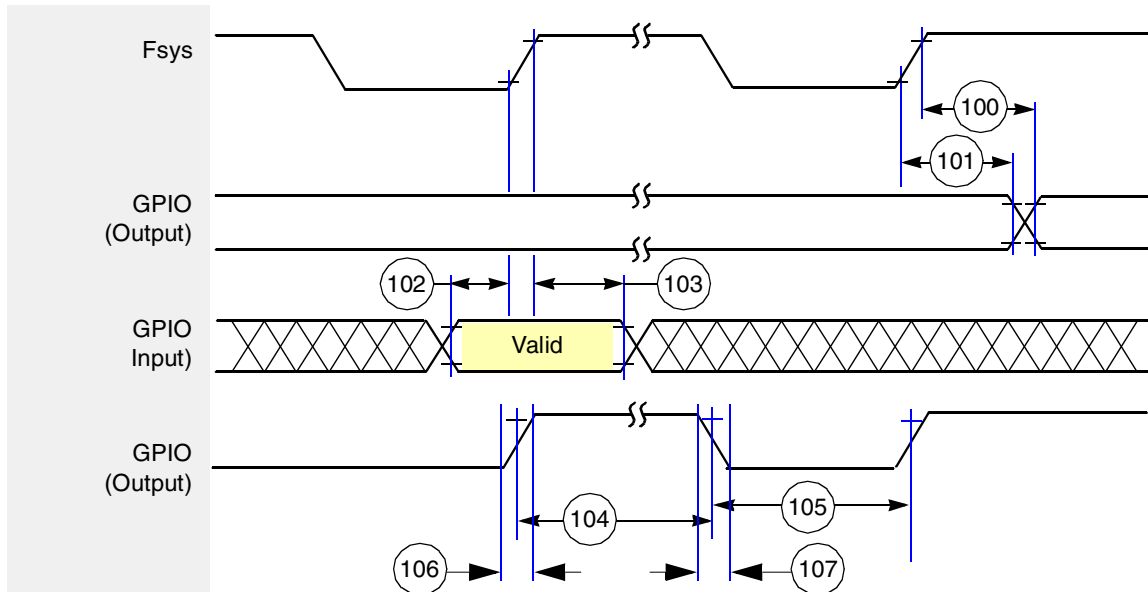 Fsys
100
101
GPIO
(Output)
102
103
GPIO
Input)
Valid
GPIO
(Output)
104
105
106
107